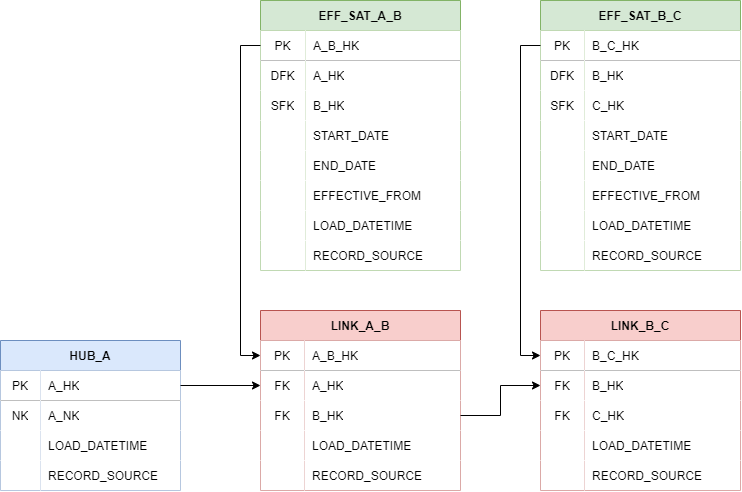 EFF_SAT_A_B
PK A_B_HK
DFK A_HK
SFK B_HK
START_DATE
END_DATE
EFFECTIVE_FROM
LOAD_DATETIME
RECORD_SOURCE
EFF_SAT_B_C
PK B_C_HK
DFK B_HK
SFK C_HK
START_DATE
END_DATE
EFFECTIVE_FROM
LOAD_DATETIME
RECORD_SOURCE
HUB_A
PK A_HK
NK A_NK
LOAD_DATETIME
RECORD_SOURCE
LINK_A_B
PK A_B_HK
FK A_HK
FK B_HK
LOAD_DATETIME
RECORD_SOURCE
LINK_B_C
PK B_C_HK
FK B_HK
FK C_HK
LOAD_DATETIME
RECORD_SOURCE